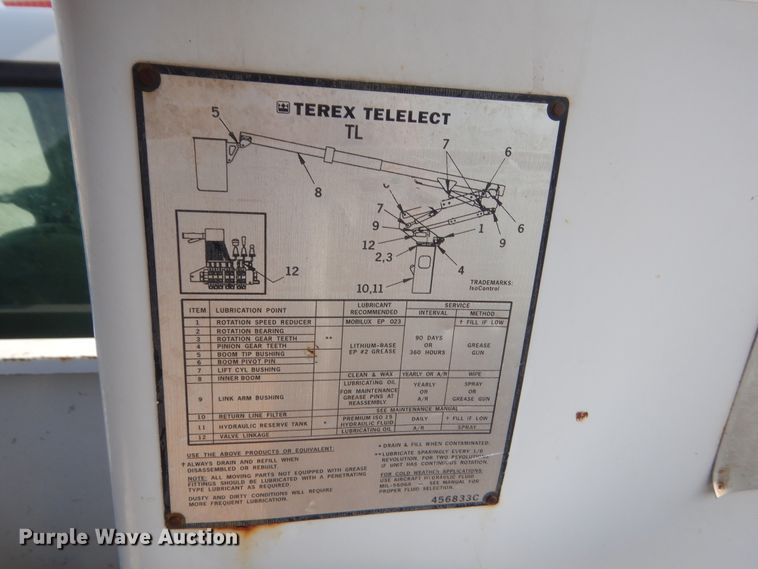 TEREX TELELECT
TL
5
7
6
8
7
9
12
2,3
1
6
9
4
10,11
12
TRADEMARKS:
IsoControl
ITEM LUBRICATION POINT LUBRICANT RECOMMENDED SERVICE
INTERVAL METHOD
1 ROTATION SPEED REDUCER MOBILUX EP 023 † FILL IF LOW
2 ROTATION BEARING
3 ROTATION GEAR TEETH **
4 PINION GEAR TEETH
5 BOOM TIP BUSHING
6 BOOM PIVOT PIN
7 LIFT CYL BUSHING
LITHIUM-BASE
EP #2 GREASE
90 DAYS
OR
360 HOURS
GREASE
GUN
8 INNER BOOM CLEAN & WAX YEARLY OR A/R WIPE
9 LINK ARM BUSHING
LUBRICATING OIL
FOR MAINTENANCE
GREASE PINS AT
REASSEMBLY.
YEARLY
OR
A/R
SPRAY
OR
GREASE GUN
10 RETURN LINE FILTER SEE MAINTENANCE MANUAL
11 HYDRAULIC RESERVE TANK * PREMIUM ISO 15 HYDRAULIC FLUID DAILY † FILL IF LOW
12 VALVE LINKAGE LUBRICATING OIL A/R SPRAY
USE THE ABOVE PRODUCTS OR EQUIVALENT:
† ALWAYS DRAIN AND REFILL WHEN
DISASSEMBLED OR REBUILT.
NOTE: ALL MOVING PARTS NOT EQUIPPED WITH GREASE
FITTINGS SHOULD BE LUBRICATED WITH A PENETRATING
TYPE LUBRICANT AS REQUIRED.
DUSTY AND DIRTY CONDITIONS WILL REQUIRE
MORE FREQUENT LUBRICATION.
* DRAIN & FILL WHEN CONTAMINATED.
** LUBRICATE SPARINGLY EVERY
REVOLUTION, FOR TWO REVOLUTIONS
IF UNIT HAS CONTINUOUS ROTATION.
FOR COLD WEATHER APPLICATIONS
USE AIRCRAFT HYDRAULIC FLUID
SEE MANUAL FOR
PROPER FLUID SELECTION.
456833C
Purple Wave Auction